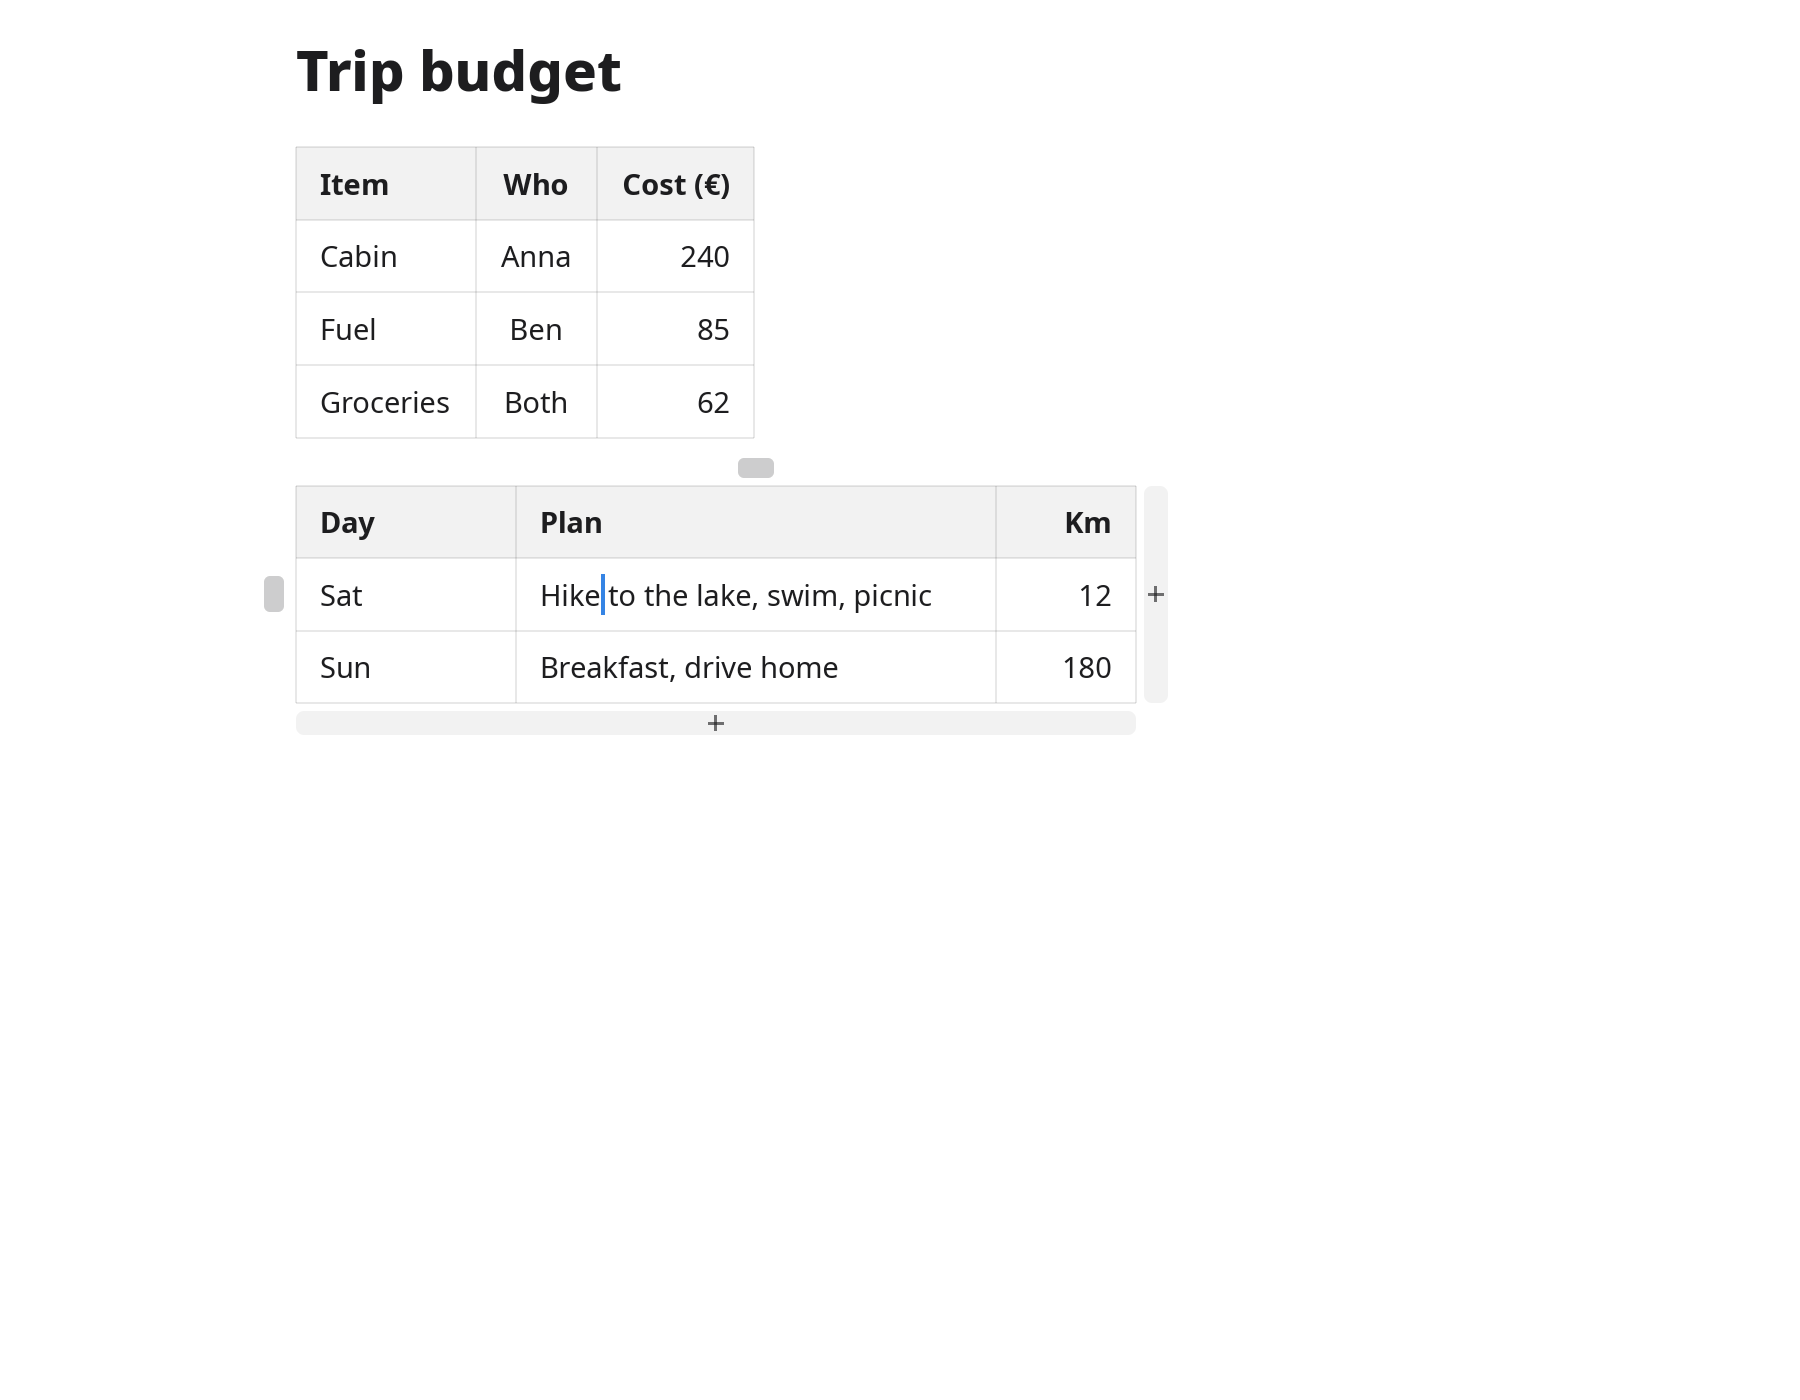 Trip budget
Item Who Cost (€)
Cabin Anna 240
Fuel Ben 85
Groceries Both 62
Day Plan Km
Sat Hike to the lake, swim, picnic 12
Sun Breakfast, drive home 180